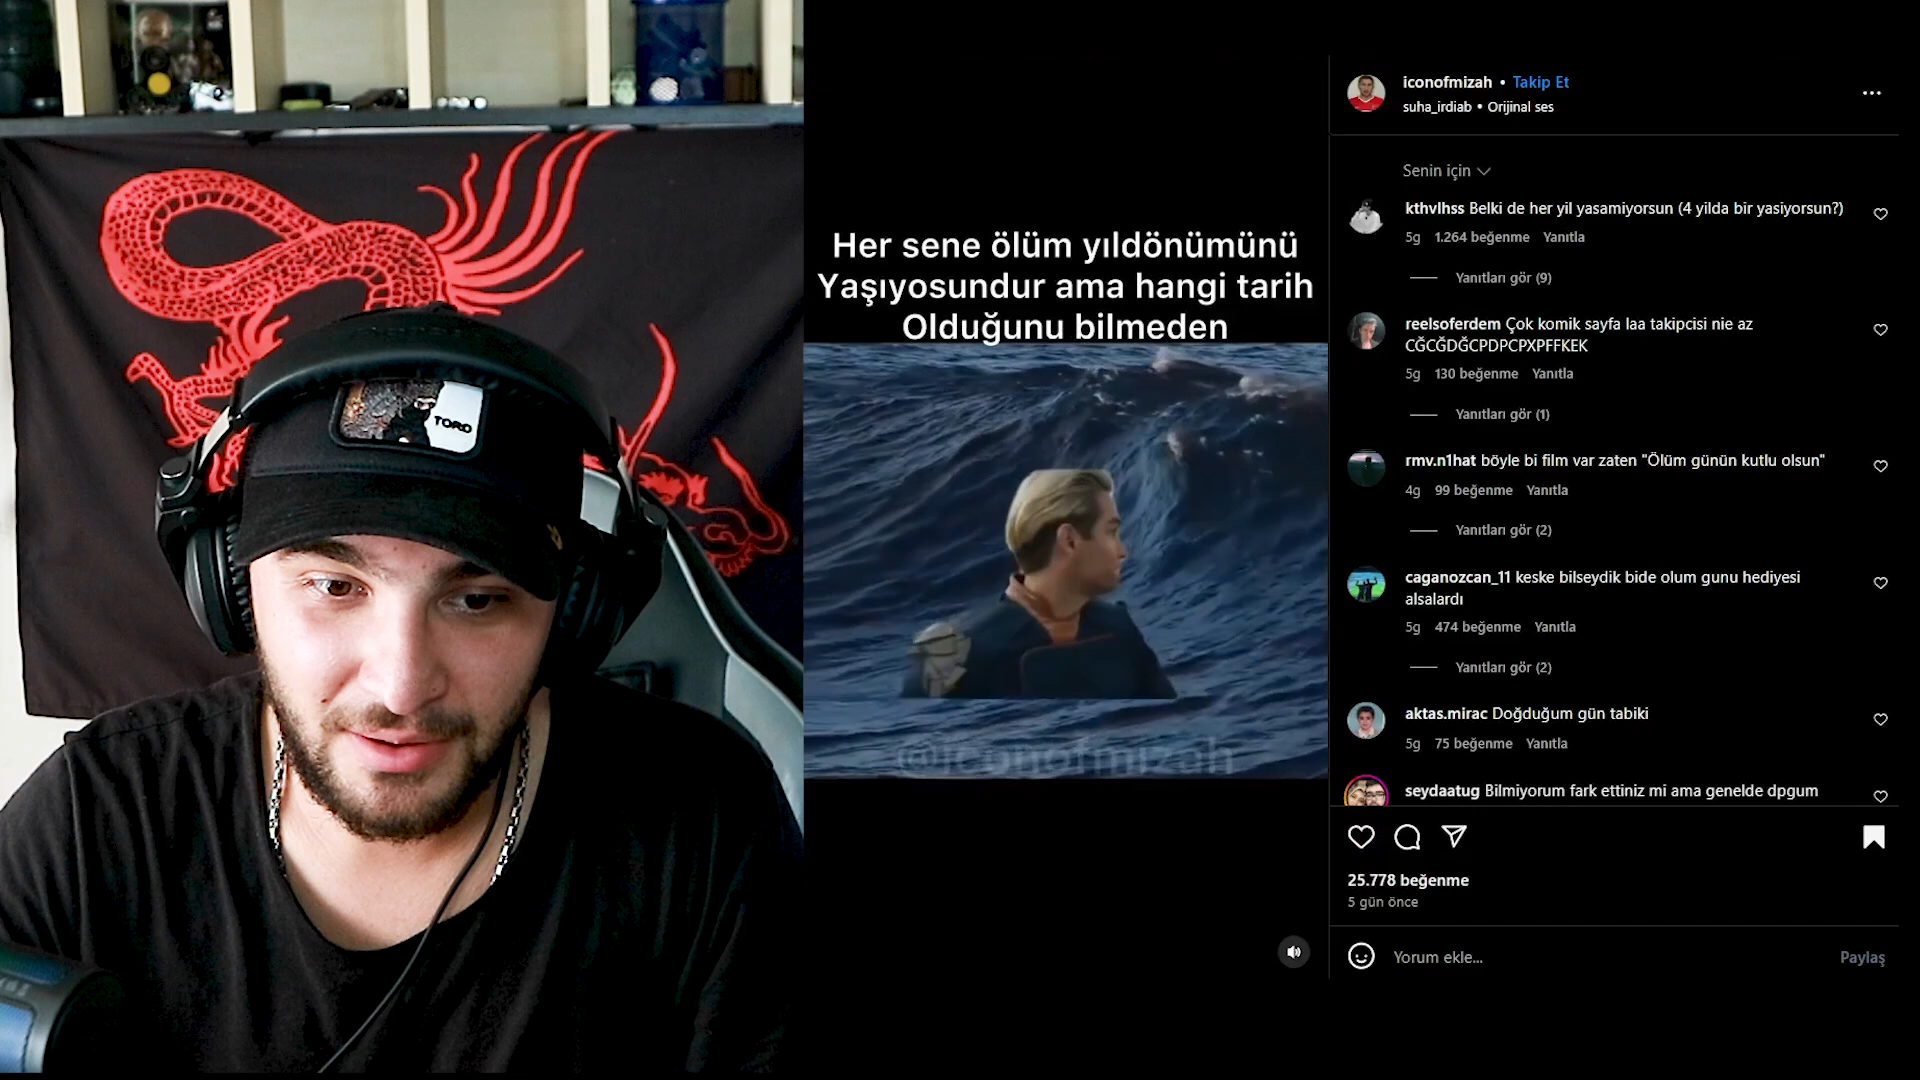 TORO
Her sene ölüm yıldönümünü
Yaşıyosundur ama hangi tarih
Olduğunu bilmeden
@iconofmizah
iconofmizah • Takip Et
suha_irdiab • Orijinal ses
Senin için
kthvlhss Belki de her yil yasamiyorsun (4 yilda bir yasiyorsun?)
5g 1.264 beğenme Yanıtla
Yanıtları gör (9)
reelsoferdem Çok komik sayfa laa takipcisi nie az
CĞCĞDĞCPDPCPXPFFKEK
5g 130 beğenme Yanıtla
Yanıtları gör (1)
rmv.n1hat böyle bi film var zaten "Ölüm günün kutlu olsun"
4g 99 beğenme Yanıtla
Yanıtları gör (2)
caganozcan_11 keske bilseydik bide olum gunu hediyesi
alsalardı
5g 474 beğenme Yanıtla
Yanıtları gör (2)
aktas.mirac Doğduğum gün tabiki
5g 75 beğenme Yanıtla
seydaatug Bilmiyorum fark ettiniz mi ama genelde dpgum
25.778 beğenme
5 gün önce
Yorum ekle...
Paylaş